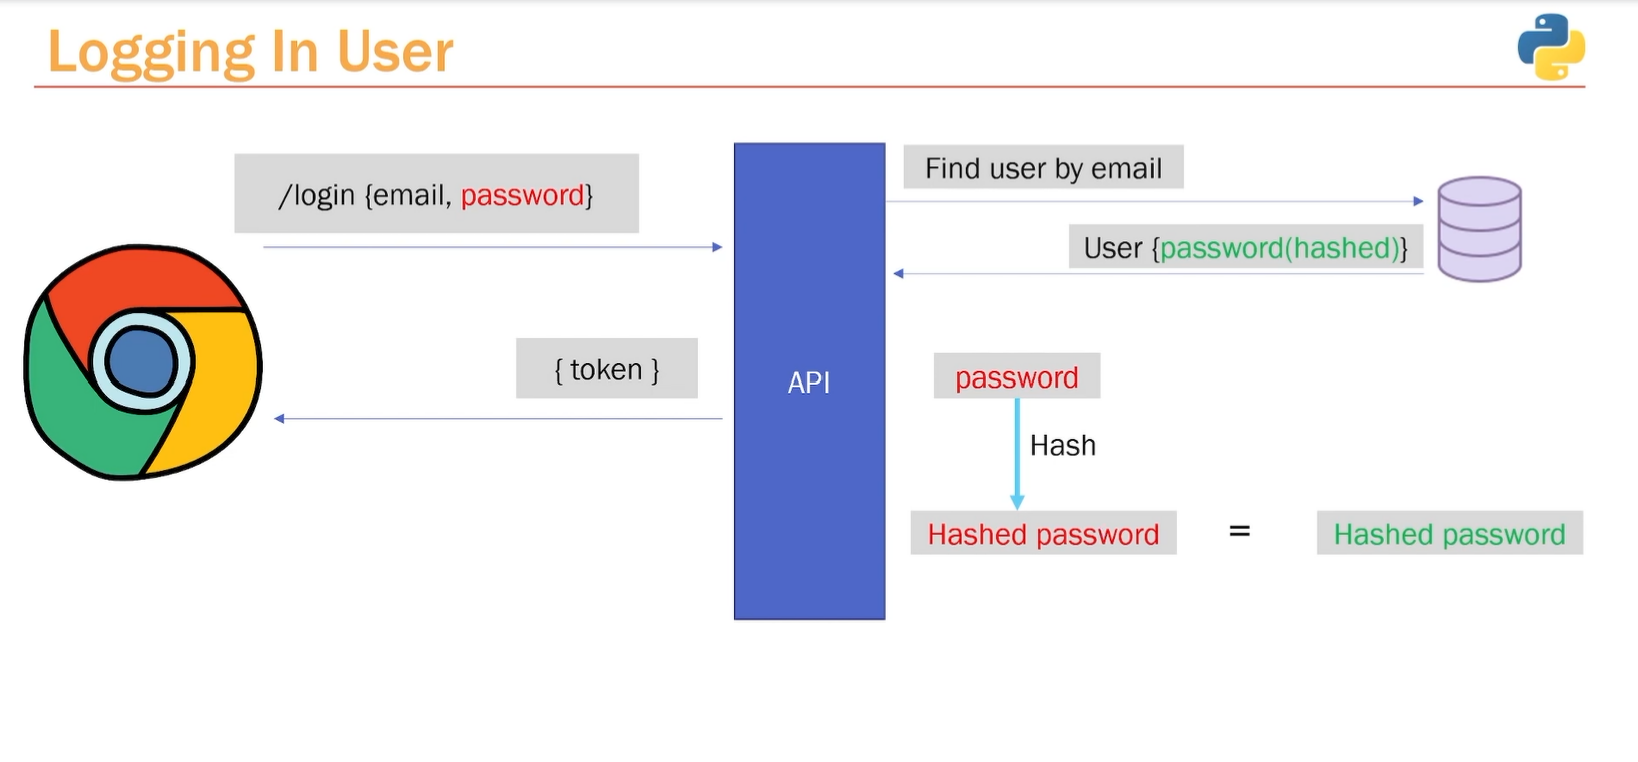 Logging In User
/login {email, password}
Find user by email
User {password(hashed)}
{ token }
API
password
Hash
Hashed password
=
Hashed password